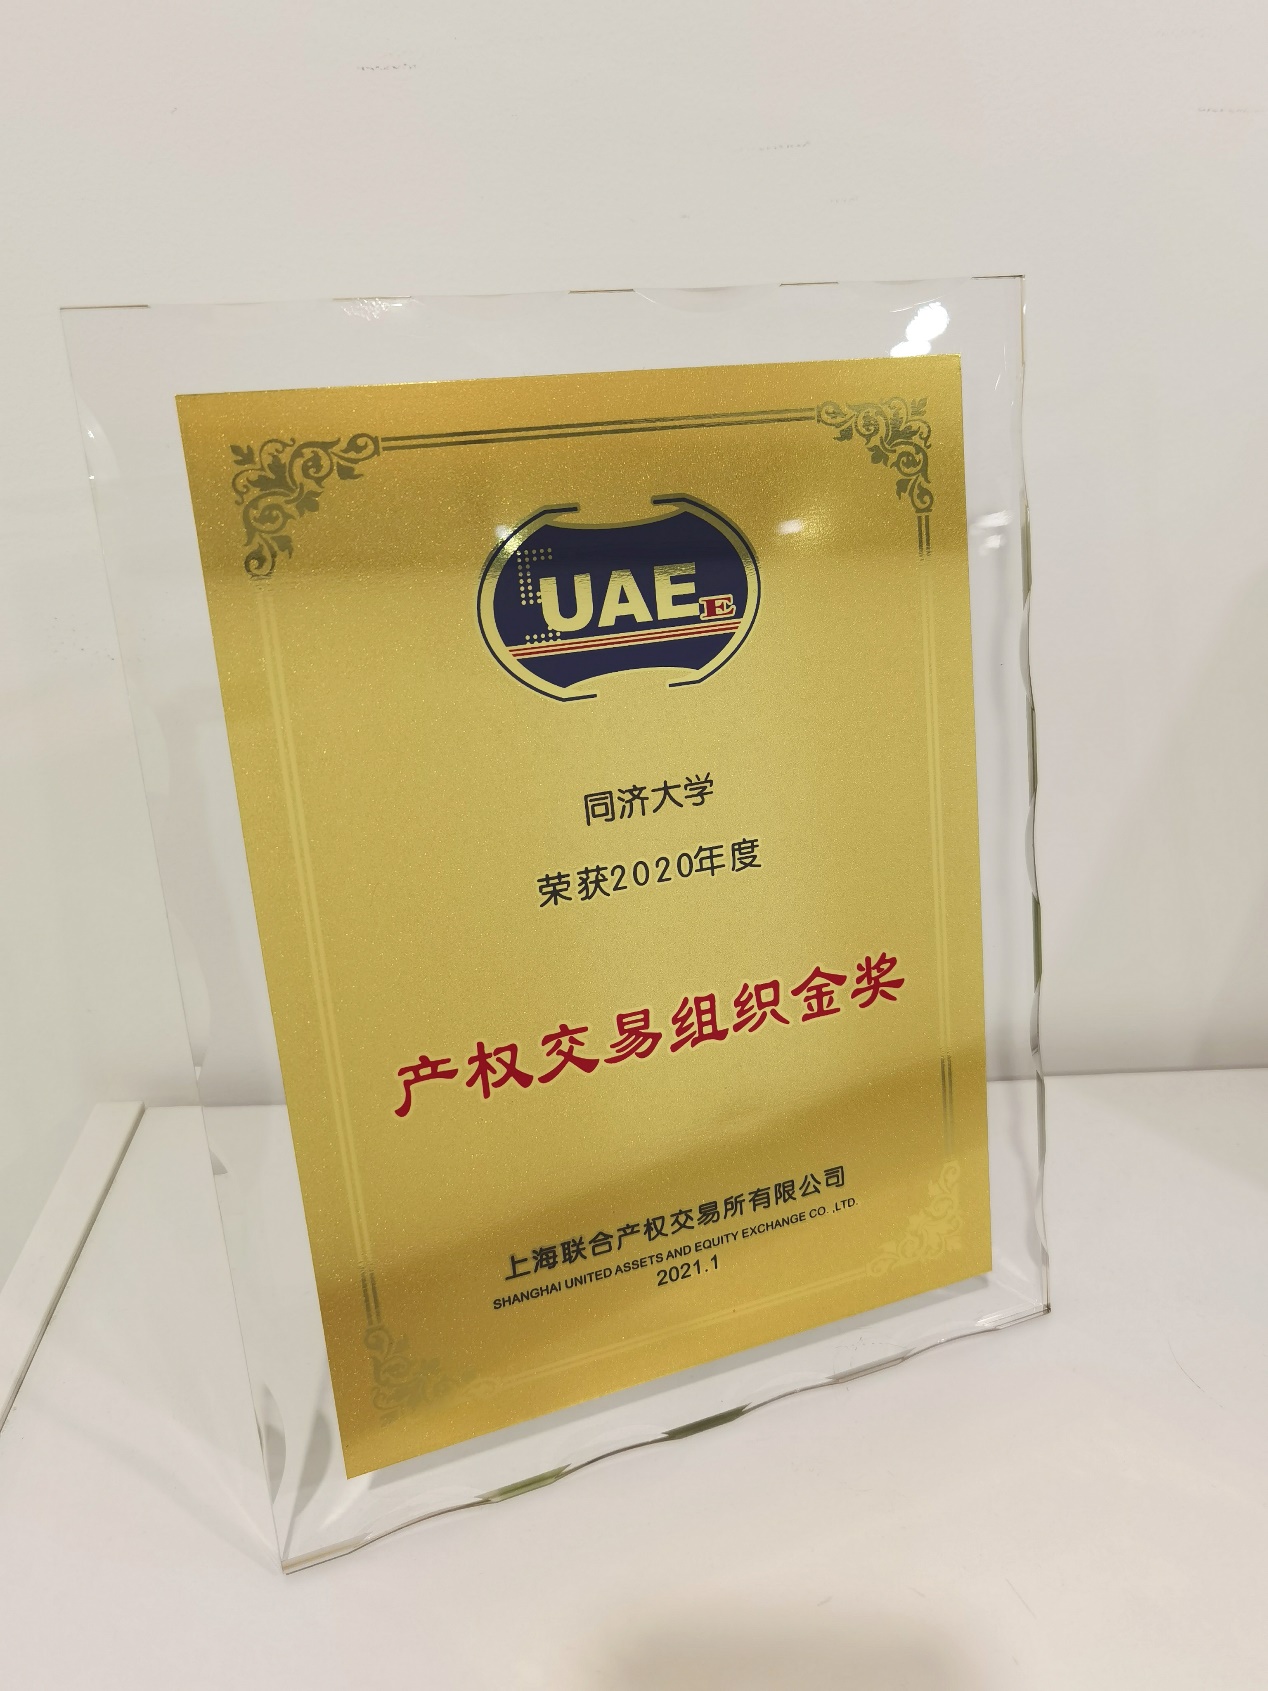 SUAEE
同济大学
荣获2020年度
产权交易组织金奖
上海联合产权交易所有限公司
SHANGHAI UNITED ASSETS AND EQUITY EXCHANGE CO. ,LTD.
2021.1